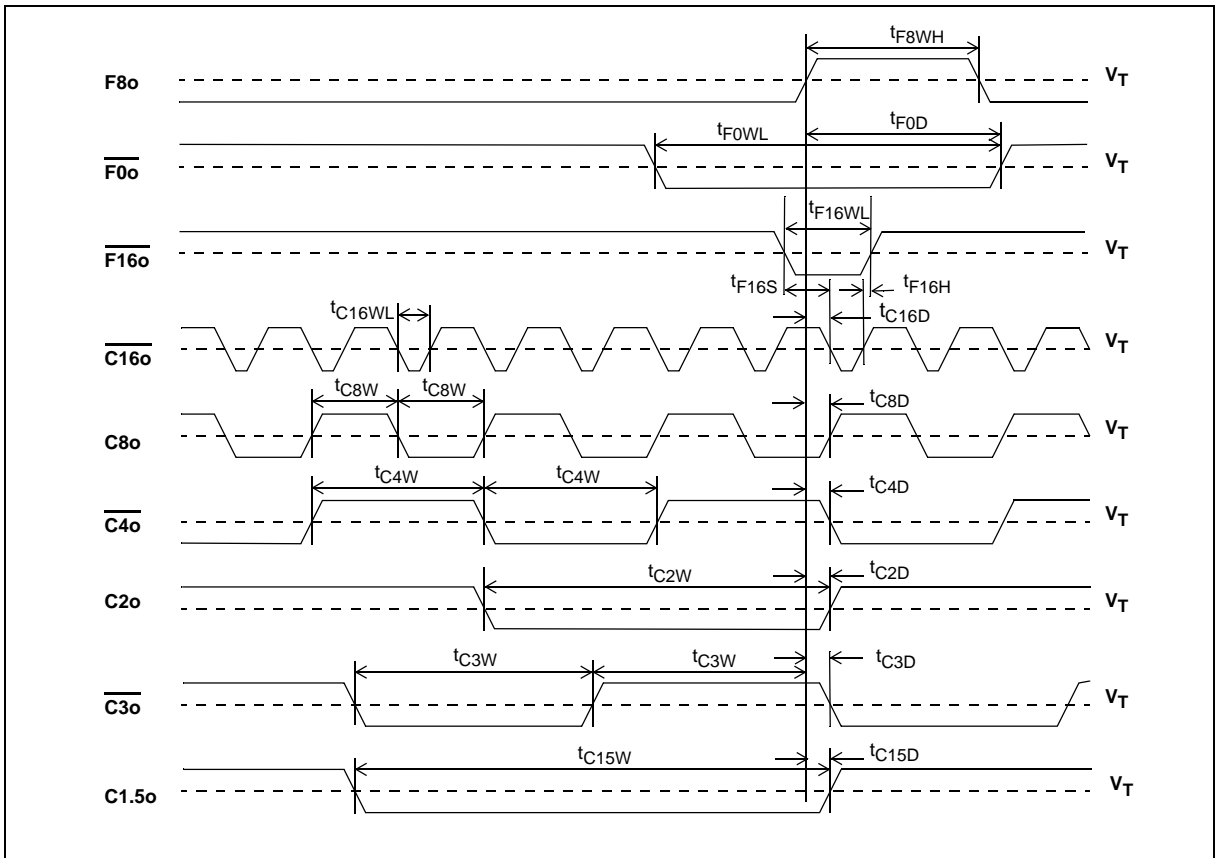 tF8WH
F8o
VT
tF0WL
tF0D
F0o
VT
tF16WL
F16o
VT
tF16S
tF16H
tC16WL
tC16D
C16o
VT
tC8W
tC8W
tC8D
C8o
VT
tC4W
tC4W
tC4D
C4o
VT
tC2W
tC2D
C2o
VT
tC3W
tC3W
tC3D
C3o
VT
tC15W
tC15D
C1.5o
VT